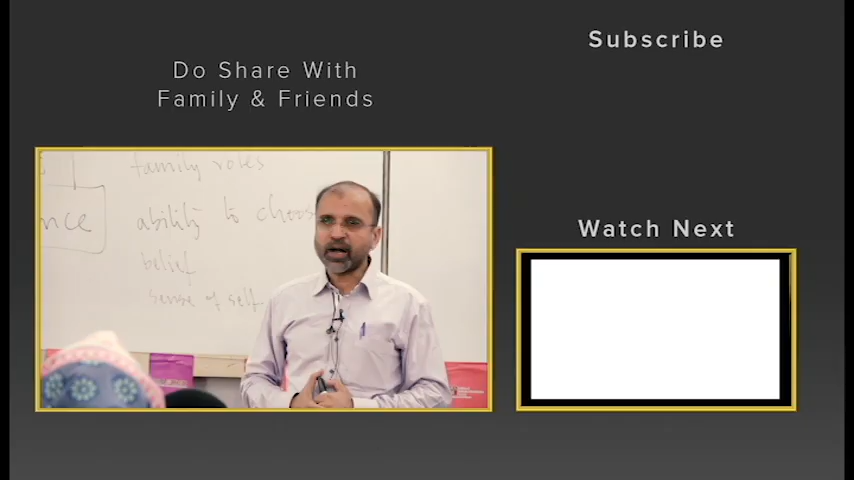 Subscribe
Do Share With
Family & Friends
family roles
nce
ability to choos
belief
sense of self
Watch Next